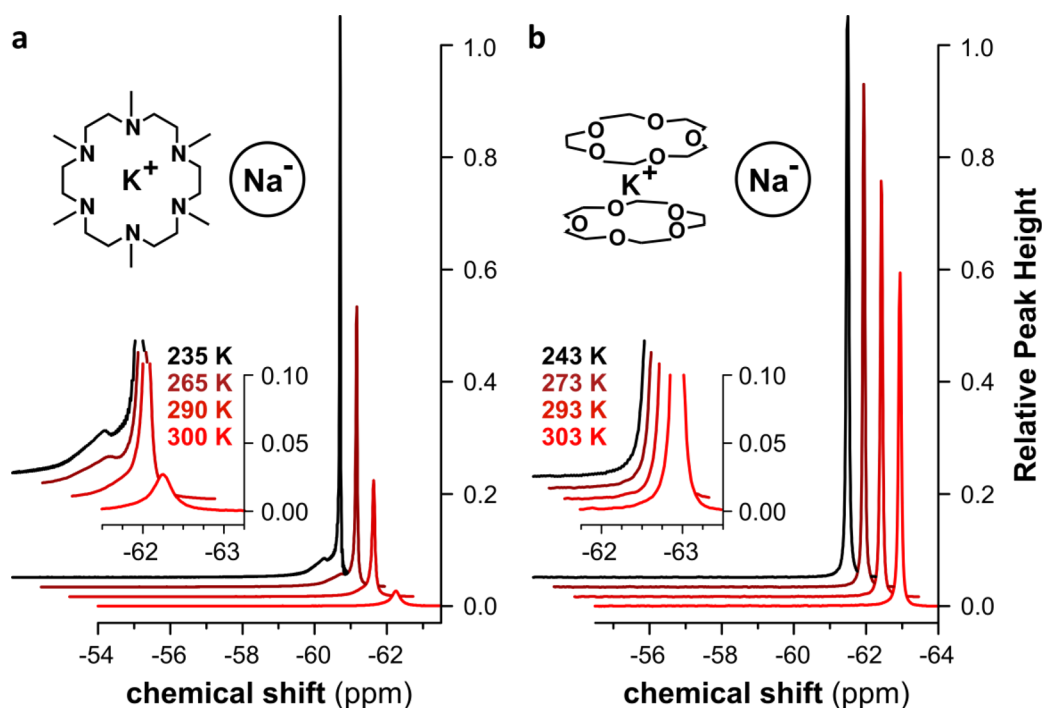 a
N
N
N
N
N
N
K+
Na-
235 K
265 K
290 K
300 K
0.10
0.05
0.00
-62
-63
1.0
0.8
0.6
0.4
0.2
0.0
-54
-56
-58
-60
-62
chemical shift (ppm)
b
O
O
O
O
O
K+
O
O
O
O
O
Na-
243 K
273 K
293 K
303 K
0.10
0.05
0.00
-62
-63
1.0
0.8
0.6
0.4
0.2
0.0
Relative Peak Height
-56
-58
-60
-62
-64
chemical shift (ppm)